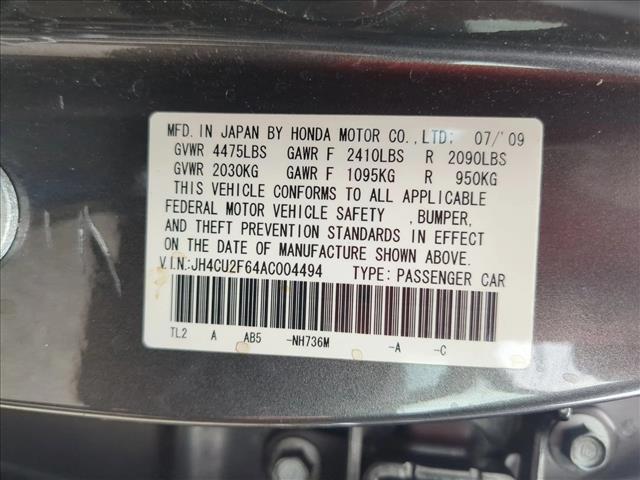 MFD. IN JAPAN BY HONDA MOTOR CO., LTD: 07/'09
GVWR 4475LBS GAWR F 2410LBS R 2090LBS
GVWR 2030KG GAWR F 1095KG R 950KG
THIS VEHICLE CONFORMS TO ALL APPLICABLE
FEDERAL MOTOR VEHICLE SAFETY ,BUMPER,
AND THEFT PREVENTION STANDARDS IN EFFECT
ON THE DATE OF MANUFACTURE SHOWN ABOVE.
V.I.N.:JH4CU2F64AC004494 TYPE: PASSENGER CAR
TL2 A AB5 -NH736M -A -C